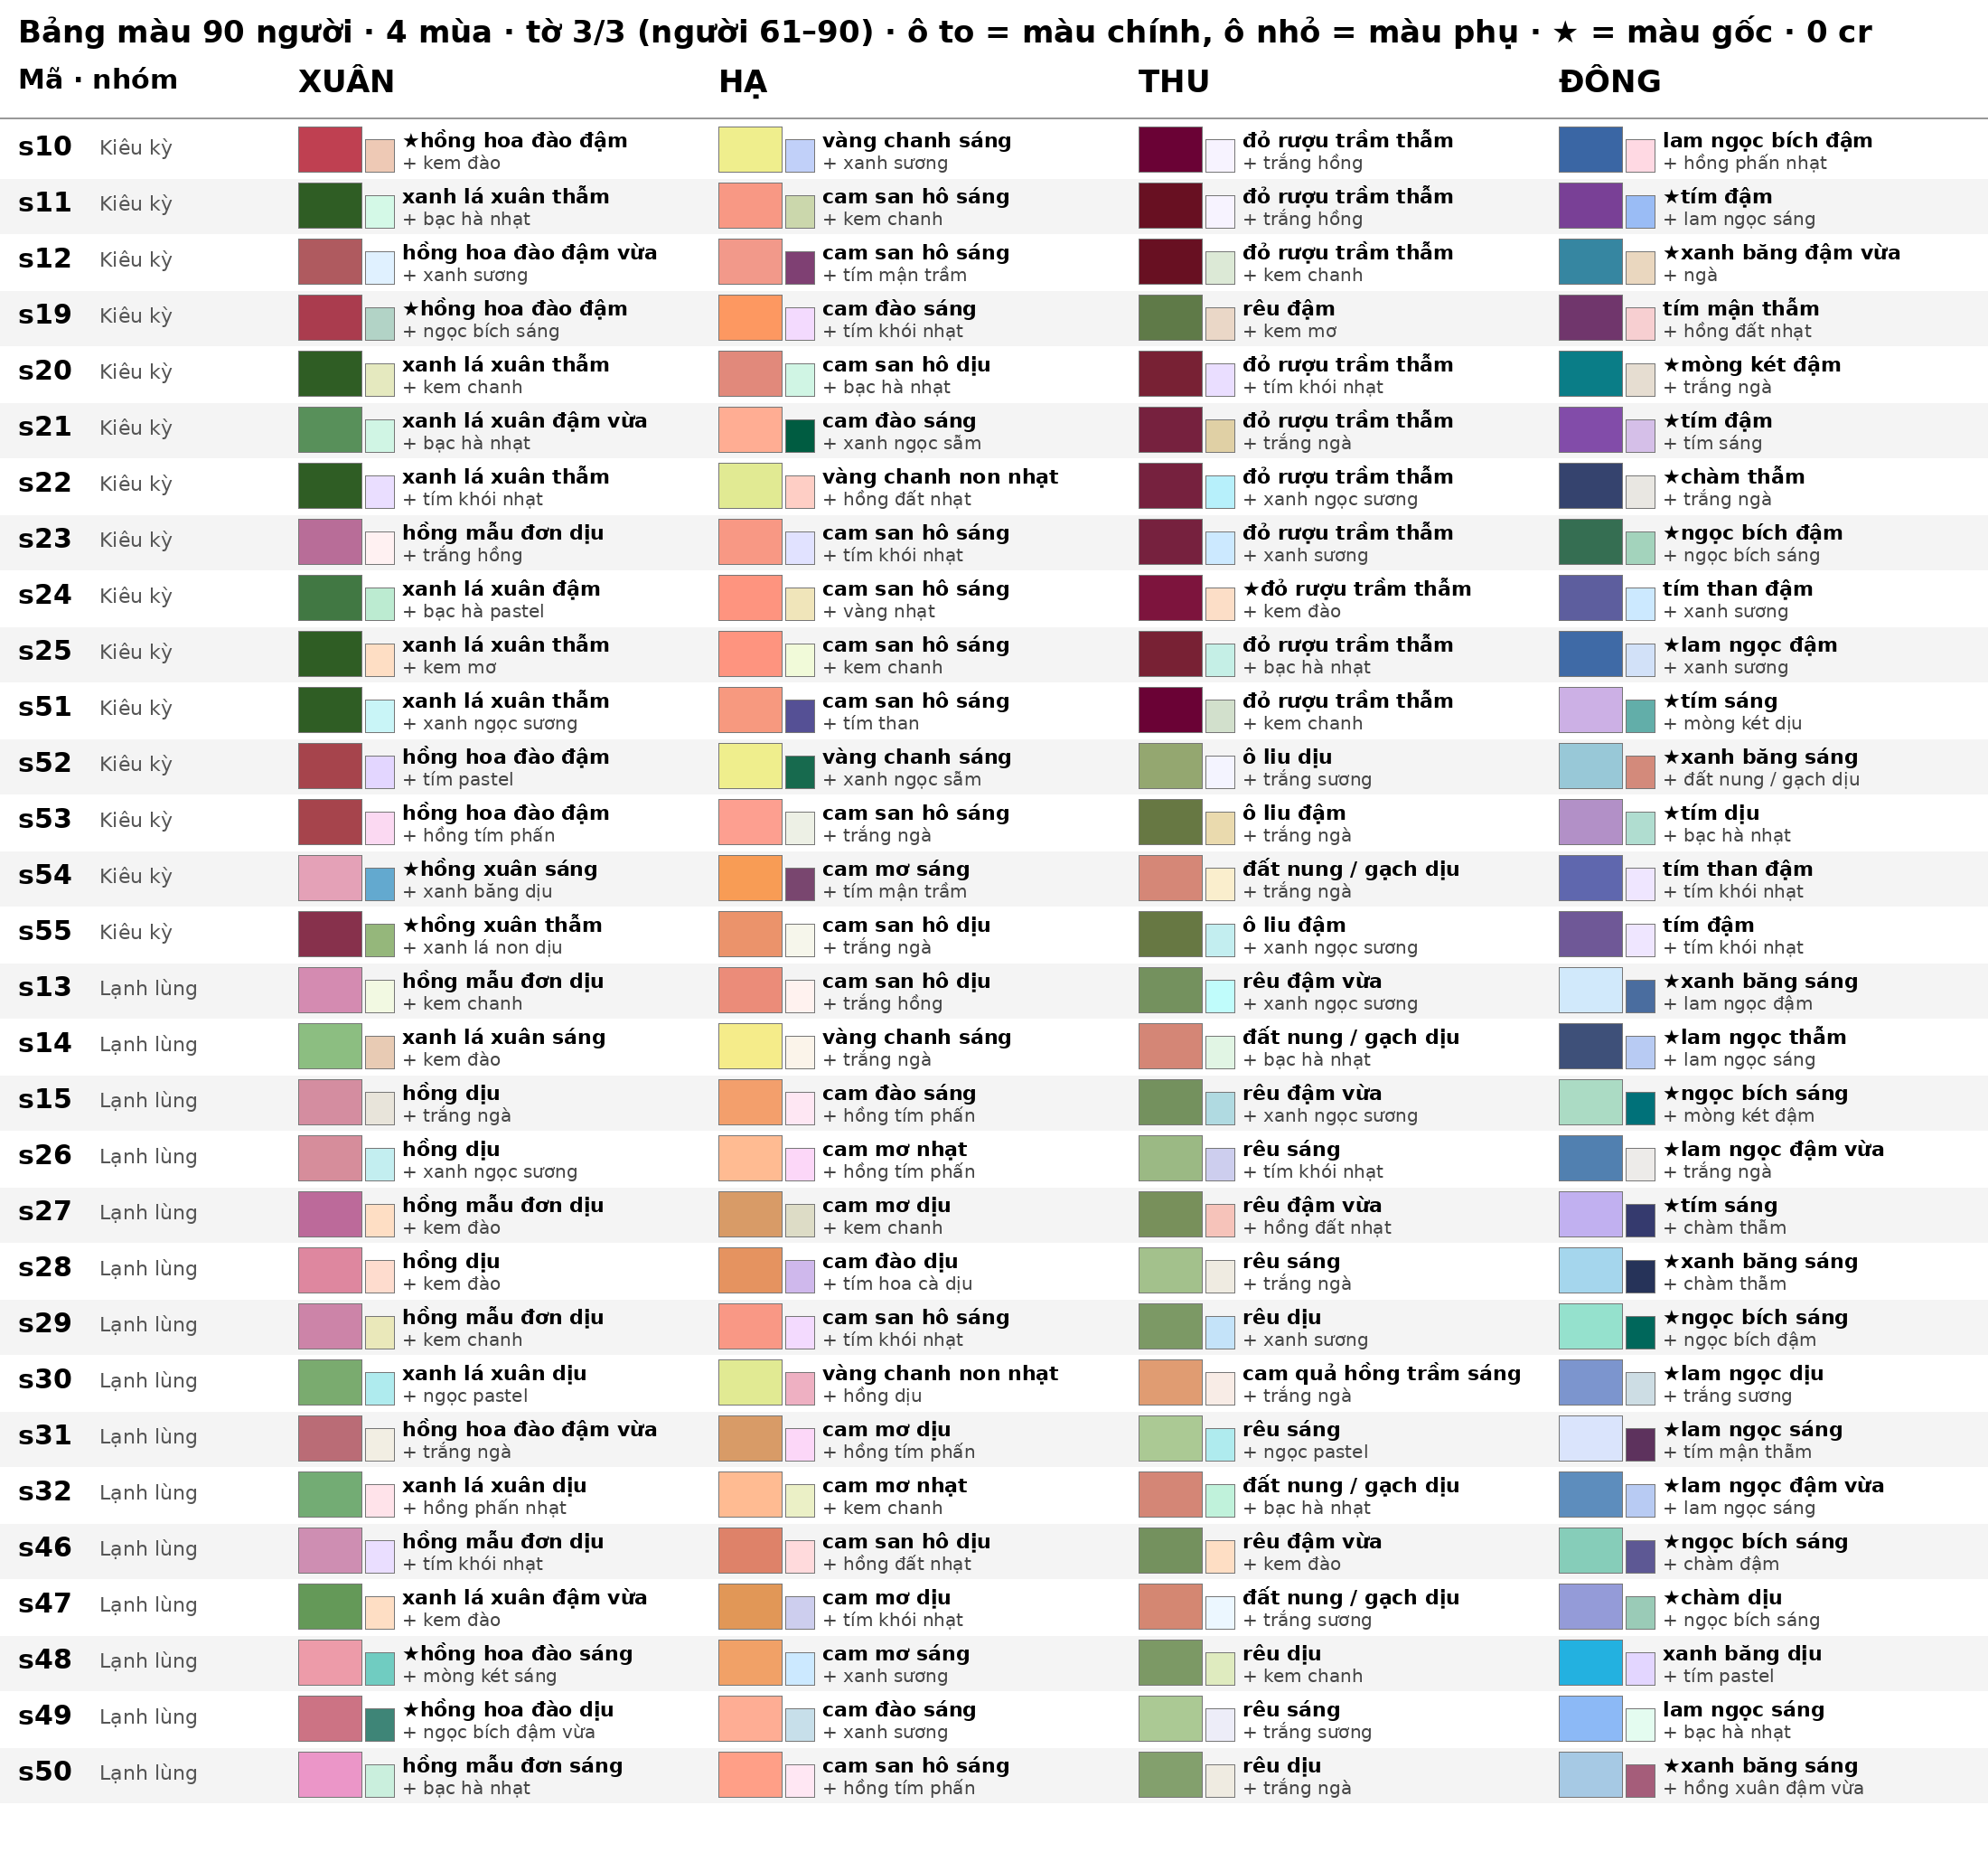 Bảng màu 90 người · 4 mùa · tờ 3/3 (người 61–90) · ô to = màu chính, ô nhỏ = màu phụ · ★ = màu gốc · 0 cr
Mã · nhóm XUÂN HẠ THU ĐÔNG
s10 Kiêu kỳ ★hồng hoa đào đậm vàng chanh sáng đỏ rượu trầm thẫm lam ngọc bích đậm
+ kem đào + xanh sương + trắng hồng + hồng phấn nhạt
s11 Kiêu kỳ xanh lá xuân thẫm cam san hô sáng đỏ rượu trầm thẫm ★tím đậm
+ bạc hà nhạt + kem chanh + trắng hồng + lam ngọc sáng
s12 Kiêu kỳ hồng hoa đào đậm vừa cam san hô sáng đỏ rượu trầm thẫm ★xanh băng đậm vừa
+ xanh sương + tím mận trầm + kem chanh + ngà
s19 Kiêu kỳ ★hồng hoa đào đậm cam đào sáng rêu đậm tím mận thẫm
+ ngọc bích sáng + tím khói nhạt + kem mơ + hồng đất nhạt
s20 Kiêu kỳ xanh lá xuân thẫm cam san hô dịu đỏ rượu trầm thẫm ★mòng két đậm
+ kem chanh + bạc hà nhạt + tím khói nhạt + trắng ngà
s21 Kiêu kỳ xanh lá xuân đậm vừa cam đào sáng đỏ rượu trầm thẫm ★tím đậm
+ bạc hà nhạt + xanh ngọc sẫm + trắng ngà + tím sáng
s22 Kiêu kỳ xanh lá xuân thẫm vàng chanh non nhạt đỏ rượu trầm thẫm ★chàm thẫm
+ tím khói nhạt + hồng đất nhạt + xanh ngọc sương + trắng ngà
s23 Kiêu kỳ hồng mẫu đơn dịu cam san hô sáng đỏ rượu trầm thẫm ★ngọc bích đậm
+ trắng hồng + tím khói nhạt + xanh sương + ngọc bích sáng
s24 Kiêu kỳ xanh lá xuân đậm cam san hô sáng ★đỏ rượu trầm thẫm tím than đậm
+ bạc hà pastel + vàng nhạt + kem đào + xanh sương
s25 Kiêu kỳ xanh lá xuân thẫm cam san hô sáng đỏ rượu trầm thẫm ★lam ngọc đậm
+ kem mơ + kem chanh + bạc hà nhạt + xanh sương
s51 Kiêu kỳ xanh lá xuân thẫm cam san hô sáng đỏ rượu trầm thẫm ★tím sáng
+ xanh ngọc sương + tím than + kem chanh + mòng két dịu
s52 Kiêu kỳ hồng hoa đào đậm vàng chanh sáng ô liu dịu ★xanh băng sáng
+ tím pastel + xanh ngọc sẫm + trắng sương + đất nung / gạch dịu
s53 Kiêu kỳ hồng hoa đào đậm cam san hô sáng ô liu đậm ★tím dịu
+ hồng tím phấn + trắng ngà + trắng ngà + bạc hà nhạt
s54 Kiêu kỳ ★hồng xuân sáng cam mơ sáng đất nung / gạch dịu tím than đậm
+ xanh băng dịu + tím mận trầm + trắng ngà + tím khói nhạt
s55 Kiêu kỳ ★hồng xuân thẫm cam san hô dịu ô liu đậm tím đậm
+ xanh lá non dịu + trắng ngà + xanh ngọc sương + tím khói nhạt
s13 Lạnh lùng hồng mẫu đơn dịu cam san hô dịu rêu đậm vừa ★xanh băng sáng
+ kem chanh + trắng hồng + xanh ngọc sương + lam ngọc đậm
s14 Lạnh lùng xanh lá xuân sáng vàng chanh sáng đất nung / gạch dịu ★lam ngọc thẫm
+ kem đào + trắng ngà + bạc hà nhạt + lam ngọc sáng
s15 Lạnh lùng hồng dịu cam đào sáng rêu đậm vừa ★ngọc bích sáng
+ trắng ngà + hồng tím phấn + xanh ngọc sương + mòng két đậm
s26 Lạnh lùng hồng dịu cam mơ nhạt rêu sáng ★lam ngọc đậm vừa
+ xanh ngọc sương + hồng tím phấn + tím khói nhạt + trắng ngà
s27 Lạnh lùng hồng mẫu đơn dịu cam mơ dịu rêu đậm vừa ★tím sáng
+ kem đào + kem chanh + hồng đất nhạt + chàm thẫm
s28 Lạnh lùng hồng dịu cam đào dịu rêu sáng ★xanh băng sáng
+ kem đào + tím hoa cà dịu + trắng ngà + chàm thẫm
s29 Lạnh lùng hồng mẫu đơn dịu cam san hô sáng rêu dịu ★ngọc bích sáng
+ kem chanh + tím khói nhạt + xanh sương + ngọc bích đậm
s30 Lạnh lùng xanh lá xuân dịu vàng chanh non nhạt cam quả hồng trầm sáng ★lam ngọc dịu
+ ngọc pastel + hồng dịu + trắng ngà + trắng sương
s31 Lạnh lùng hồng hoa đào đậm vừa cam mơ dịu rêu sáng ★lam ngọc sáng
+ trắng ngà + hồng tím phấn + ngọc pastel + tím mận thẫm
s32 Lạnh lùng xanh lá xuân dịu cam mơ nhạt đất nung / gạch dịu ★lam ngọc đậm vừa
+ hồng phấn nhạt + kem chanh + bạc hà nhạt + lam ngọc sáng
s46 Lạnh lùng hồng mẫu đơn dịu cam san hô dịu rêu đậm vừa ★ngọc bích sáng
+ tím khói nhạt + hồng đất nhạt + kem đào + chàm đậm
s47 Lạnh lùng xanh lá xuân đậm vừa cam mơ dịu đất nung / gạch dịu ★chàm dịu
+ kem đào + tím khói nhạt + trắng sương + ngọc bích sáng
s48 Lạnh lùng ★hồng hoa đào sáng cam mơ sáng rêu dịu xanh băng dịu
+ mòng két sáng + xanh sương + kem chanh + tím pastel
s49 Lạnh lùng ★hồng hoa đào dịu cam đào sáng rêu sáng lam ngọc sáng
+ ngọc bích đậm vừa + xanh sương + trắng sương + bạc hà nhạt
s50 Lạnh lùng hồng mẫu đơn sáng cam san hô sáng rêu dịu ★xanh băng sáng
+ bạc hà nhạt + hồng tím phấn + trắng ngà + hồng xuân đậm vừa